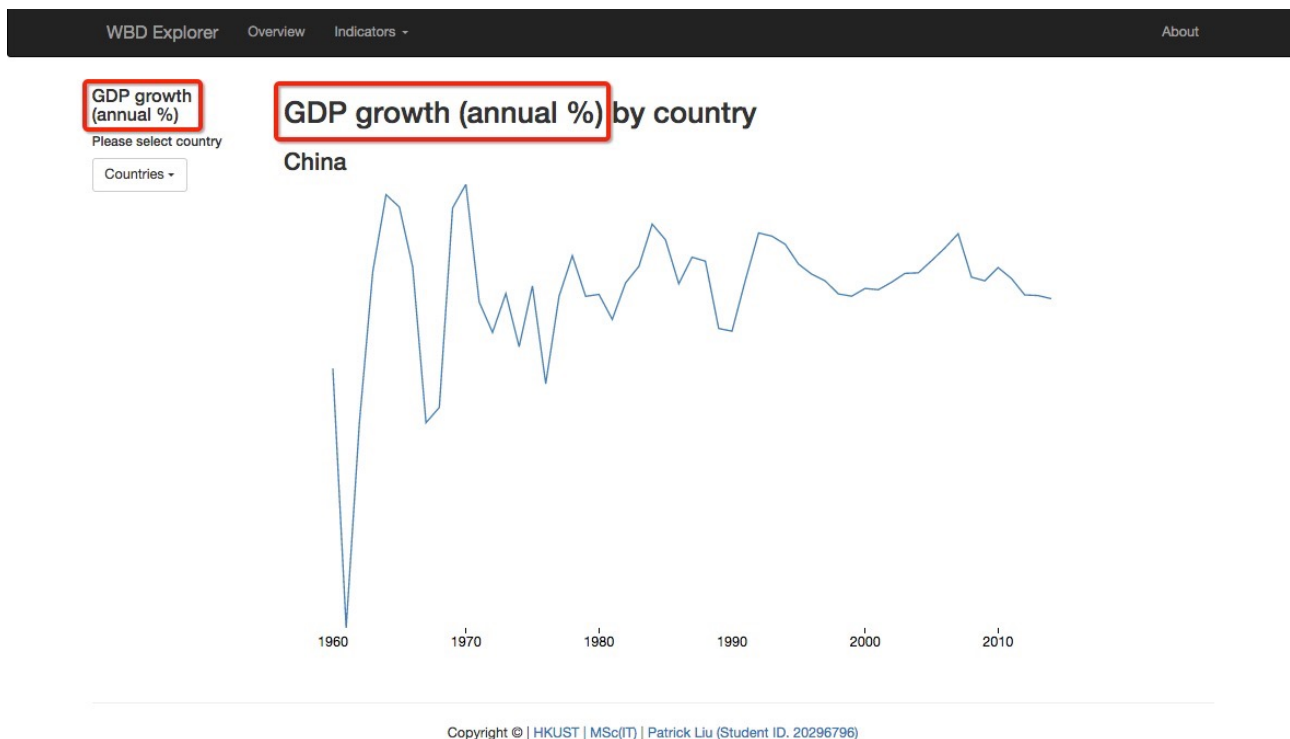 WBD Explorer Overview Indicators About
GDP growth
(annual %)
Please select country
Countries
GDP growth (annual %) by country
China
1960 1970 1980 1990 2000 2010
Copyright © | HKUST | MSc(IT) | Patrick Liu (Student ID. 20296796)